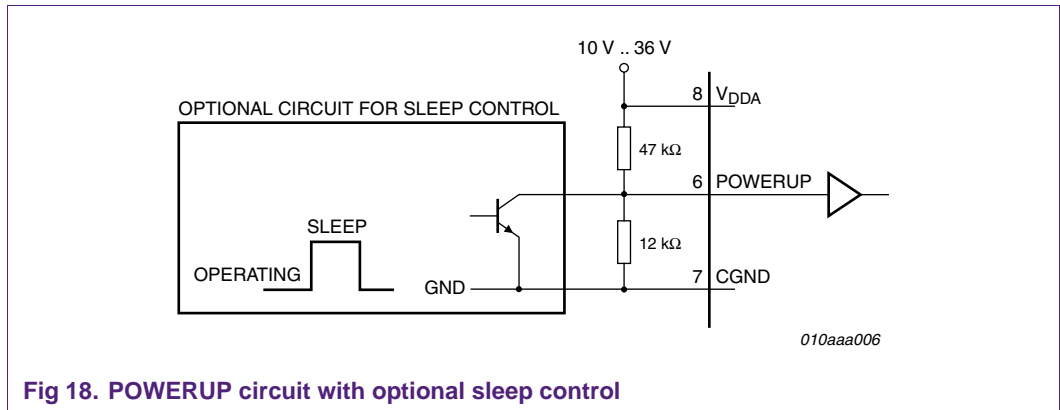 10 V .. 36 V
8 VDDA
OPTIONAL CIRCUIT FOR SLEEP CONTROL
47 kΩ
6 POWERUP
SLEEP
12 kΩ
OPERATING
GND
7 CGND
010aaa006
Fig 18. POWERUP circuit with optional sleep control